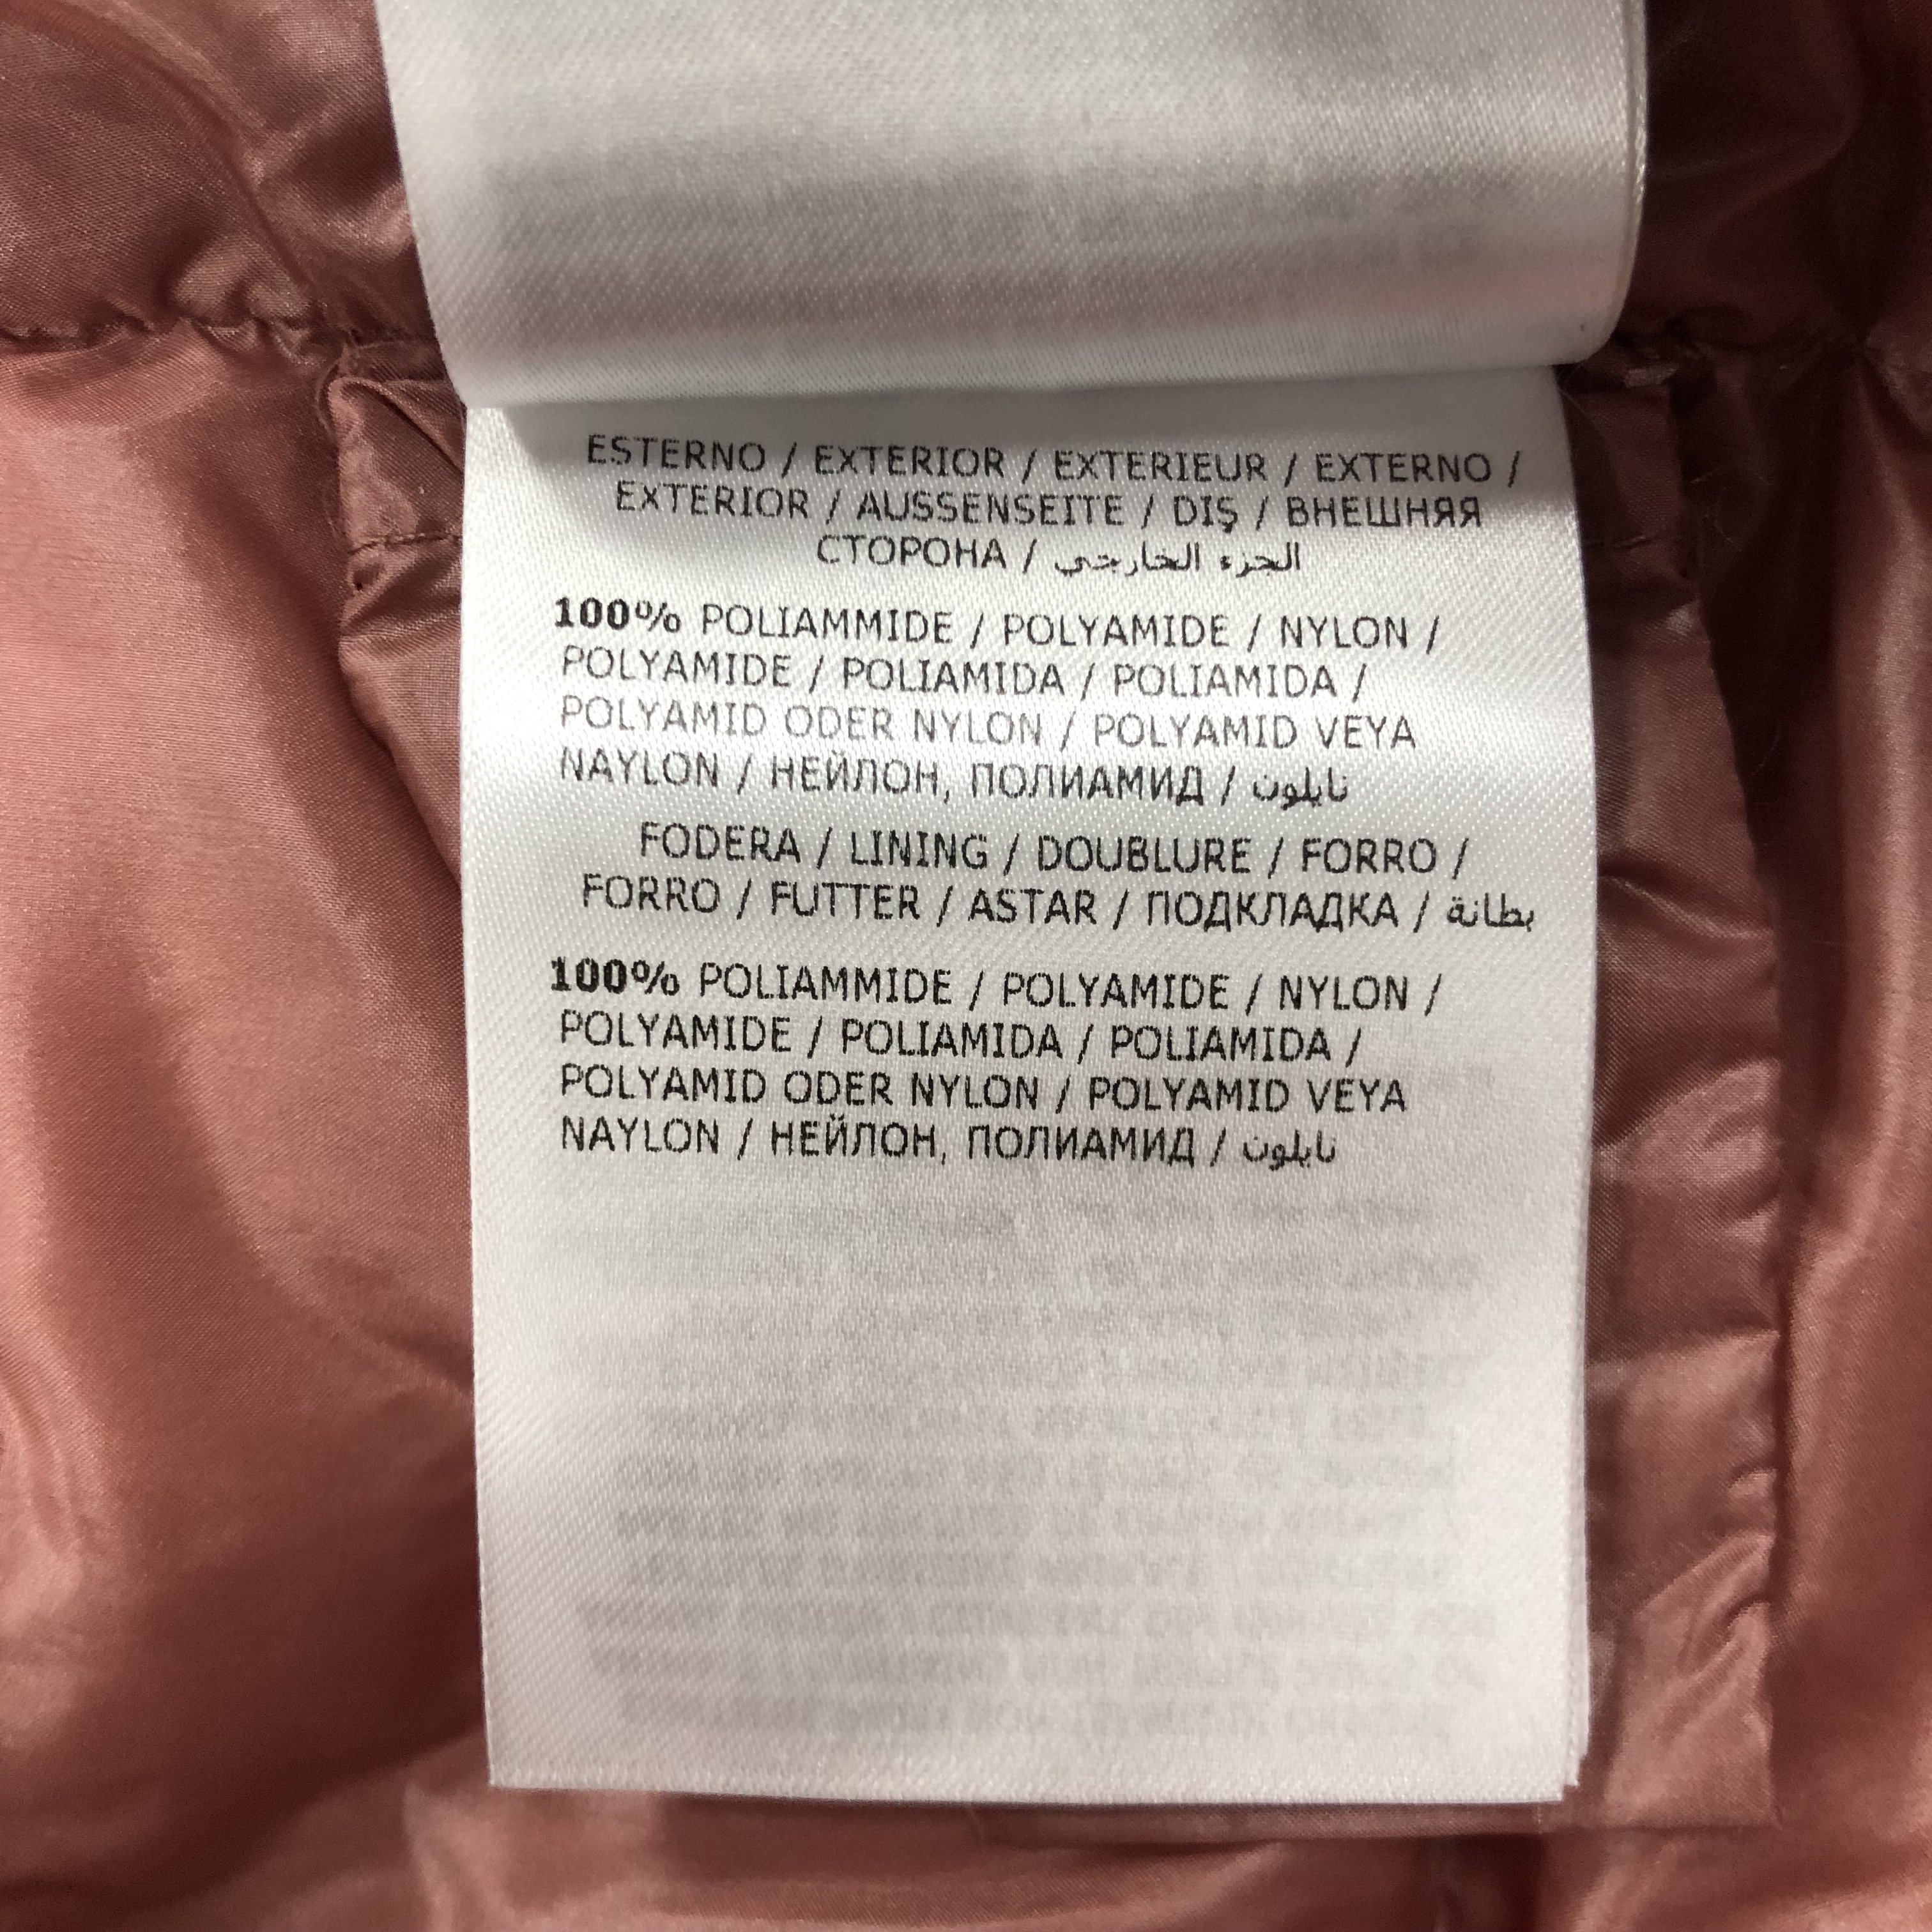 ESTERNO / EXTERIOR / EXTERIEUR / EXTERNO /
EXTERIOR / AUSSENSEITE / DIŞ / ВНЕШНЯЯ
СТОРОНА / الجزء الخارجي
100% POLIAMMIDE / POLYAMIDE / NYLON /
POLYAMIDE / POLIAMIDA / POLIAMIDA /
POLYAMID ODER NYLON / POLYAMID VEYA
NAYLON / НЕЙЛОН, ПОЛИАМИД / نايلون
FODERA / LINING / DOUBLURE / FORRO /
FORRO / FUTTER / ASTAR / ПОДКЛАДКА / بطانة
100% POLIAMMIDE / POLYAMIDE / NYLON /
POLYAMIDE / POLIAMIDA / POLIAMIDA /
POLYAMID ODER NYLON / POLYAMID VEYA
NAYLON / НЕЙЛОН, ПОЛИАМИД / نايلون